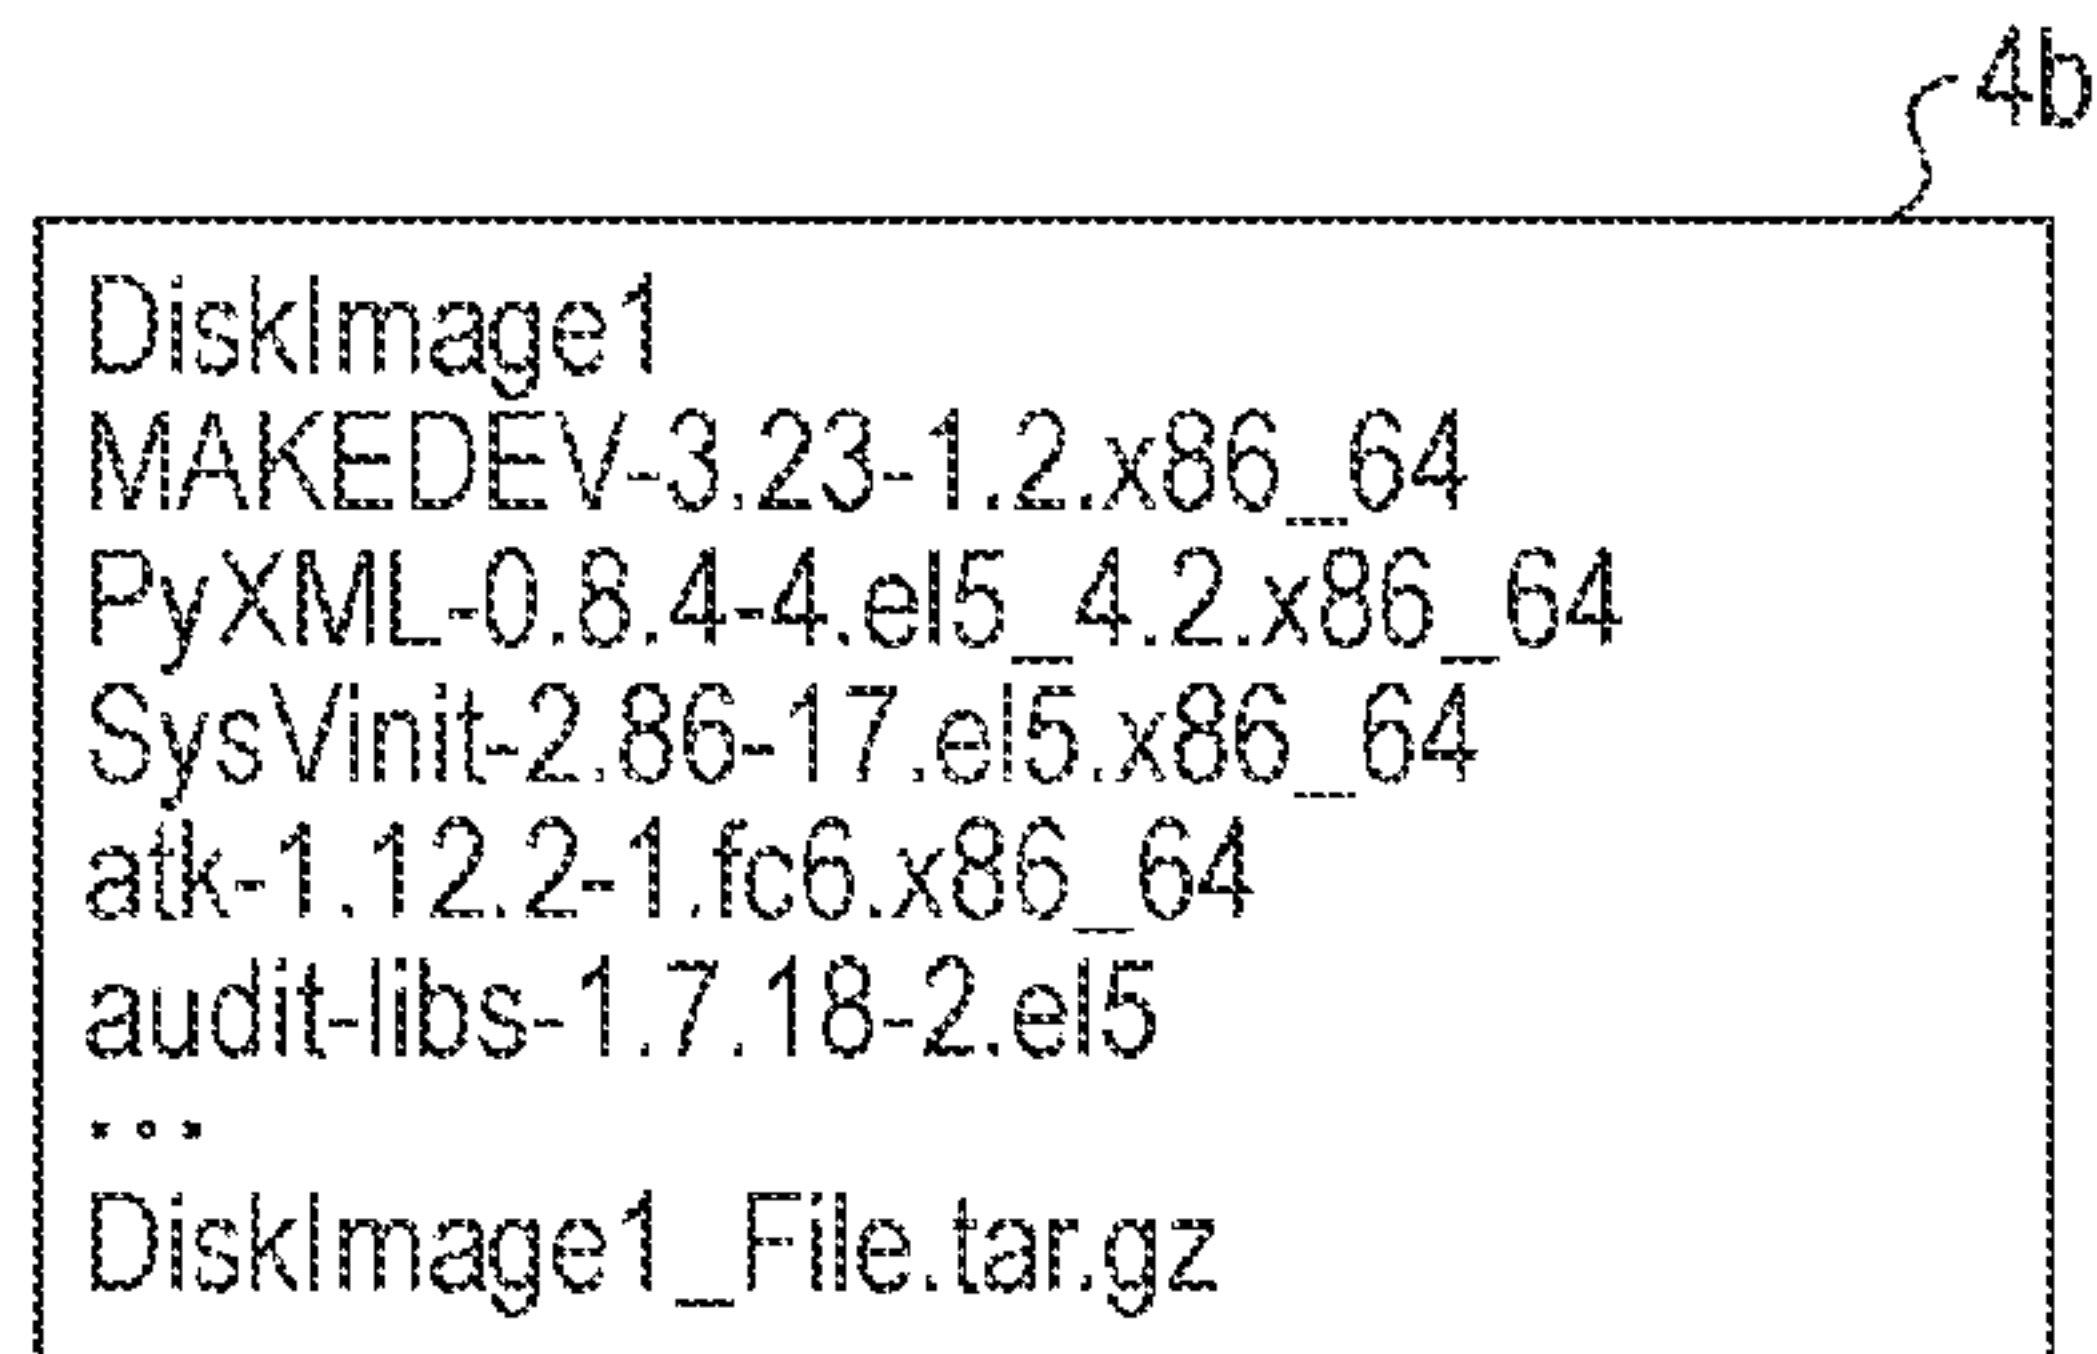 4b
DiskImage1
MAKEDEV-3.23-1.2.x86_64
PyXML-0.8.4-4.el5_4.2.x86_64
SysVinit-2.86-17.el5.x86_64
atk-1.12.2-1.fc6.x86_64
audit-libs-1.7.18-2.el5
...
DiskImage1_File.tar.gz